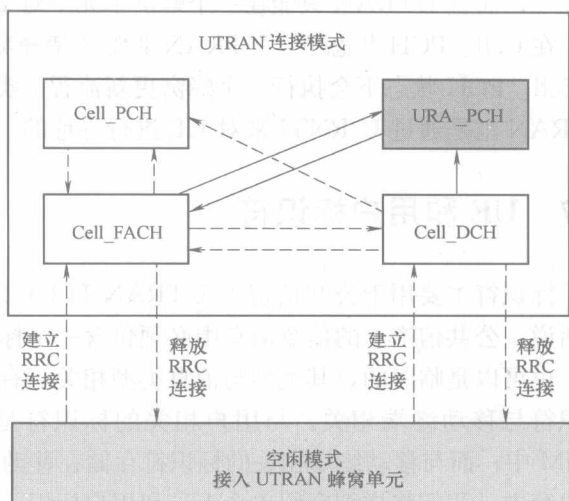 UTRAN 连接模式
Cell_PCH
URA_PCH
Cell_FACH
Cell_DCH
建立
RRC
连接
释放
RRC
连接
建立
RRC
连接
释放
RRC
连接
空闲模式
接入 UTRAN 蜂窝单元